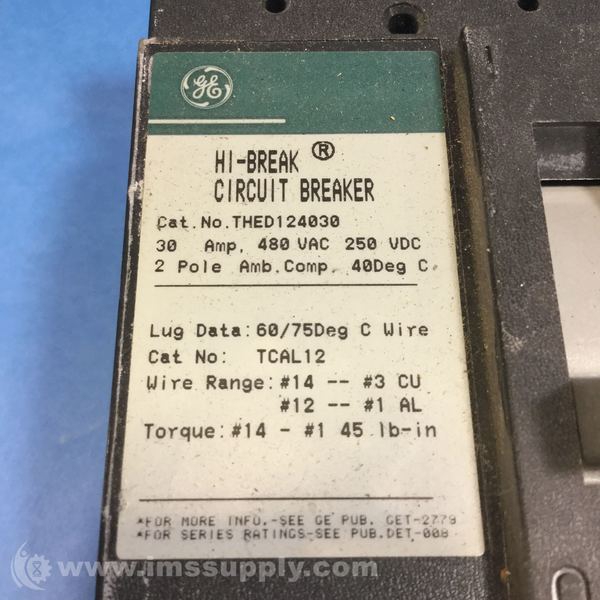 GE
HI-BREAK ®
CIRCUIT BREAKER
Cat.No.THED124030
30 Amp, 480 VAC 250 VDC
2 Pole Amb.Comp. 40Deg C.
Lug Data: 60/75Deg C Wire
Cat No: TCAL12
Wire Range: #14 -- #3 CU
#12 -- #1 AL
Torque: #14 - #1 45 lb-in
*FOR MORE INFO.-SEE GE PUB. GET-2779
*FOR SERIES RATINGS-SEE PUB.DET-008
© www.imssupply.com